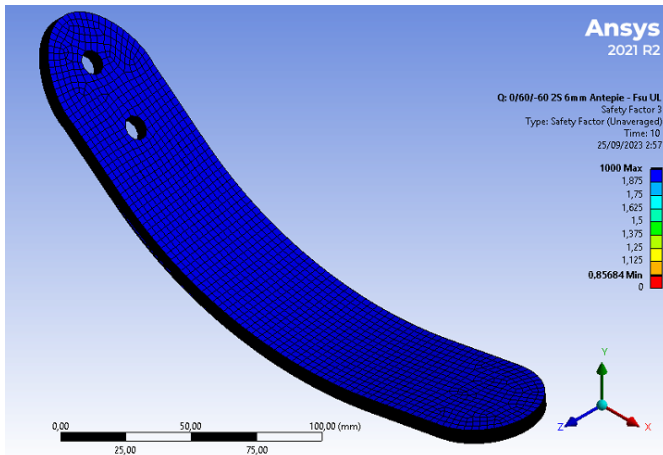 Ansys
2021 R2
Q: 0/60/-60 2S 6mm Antepie - Fsu UL
Safety Factor 3
Type: Safety Factor (Unaveraged)
Time: 10
25/09/2023 2:57
1000 Max
1,875
1,75
1,625
1,5
1,375
1,25
1,125
0,85684 Min
0
Y
Z
X
0,00 50,00 100,00 (mm)
25,00 75,00